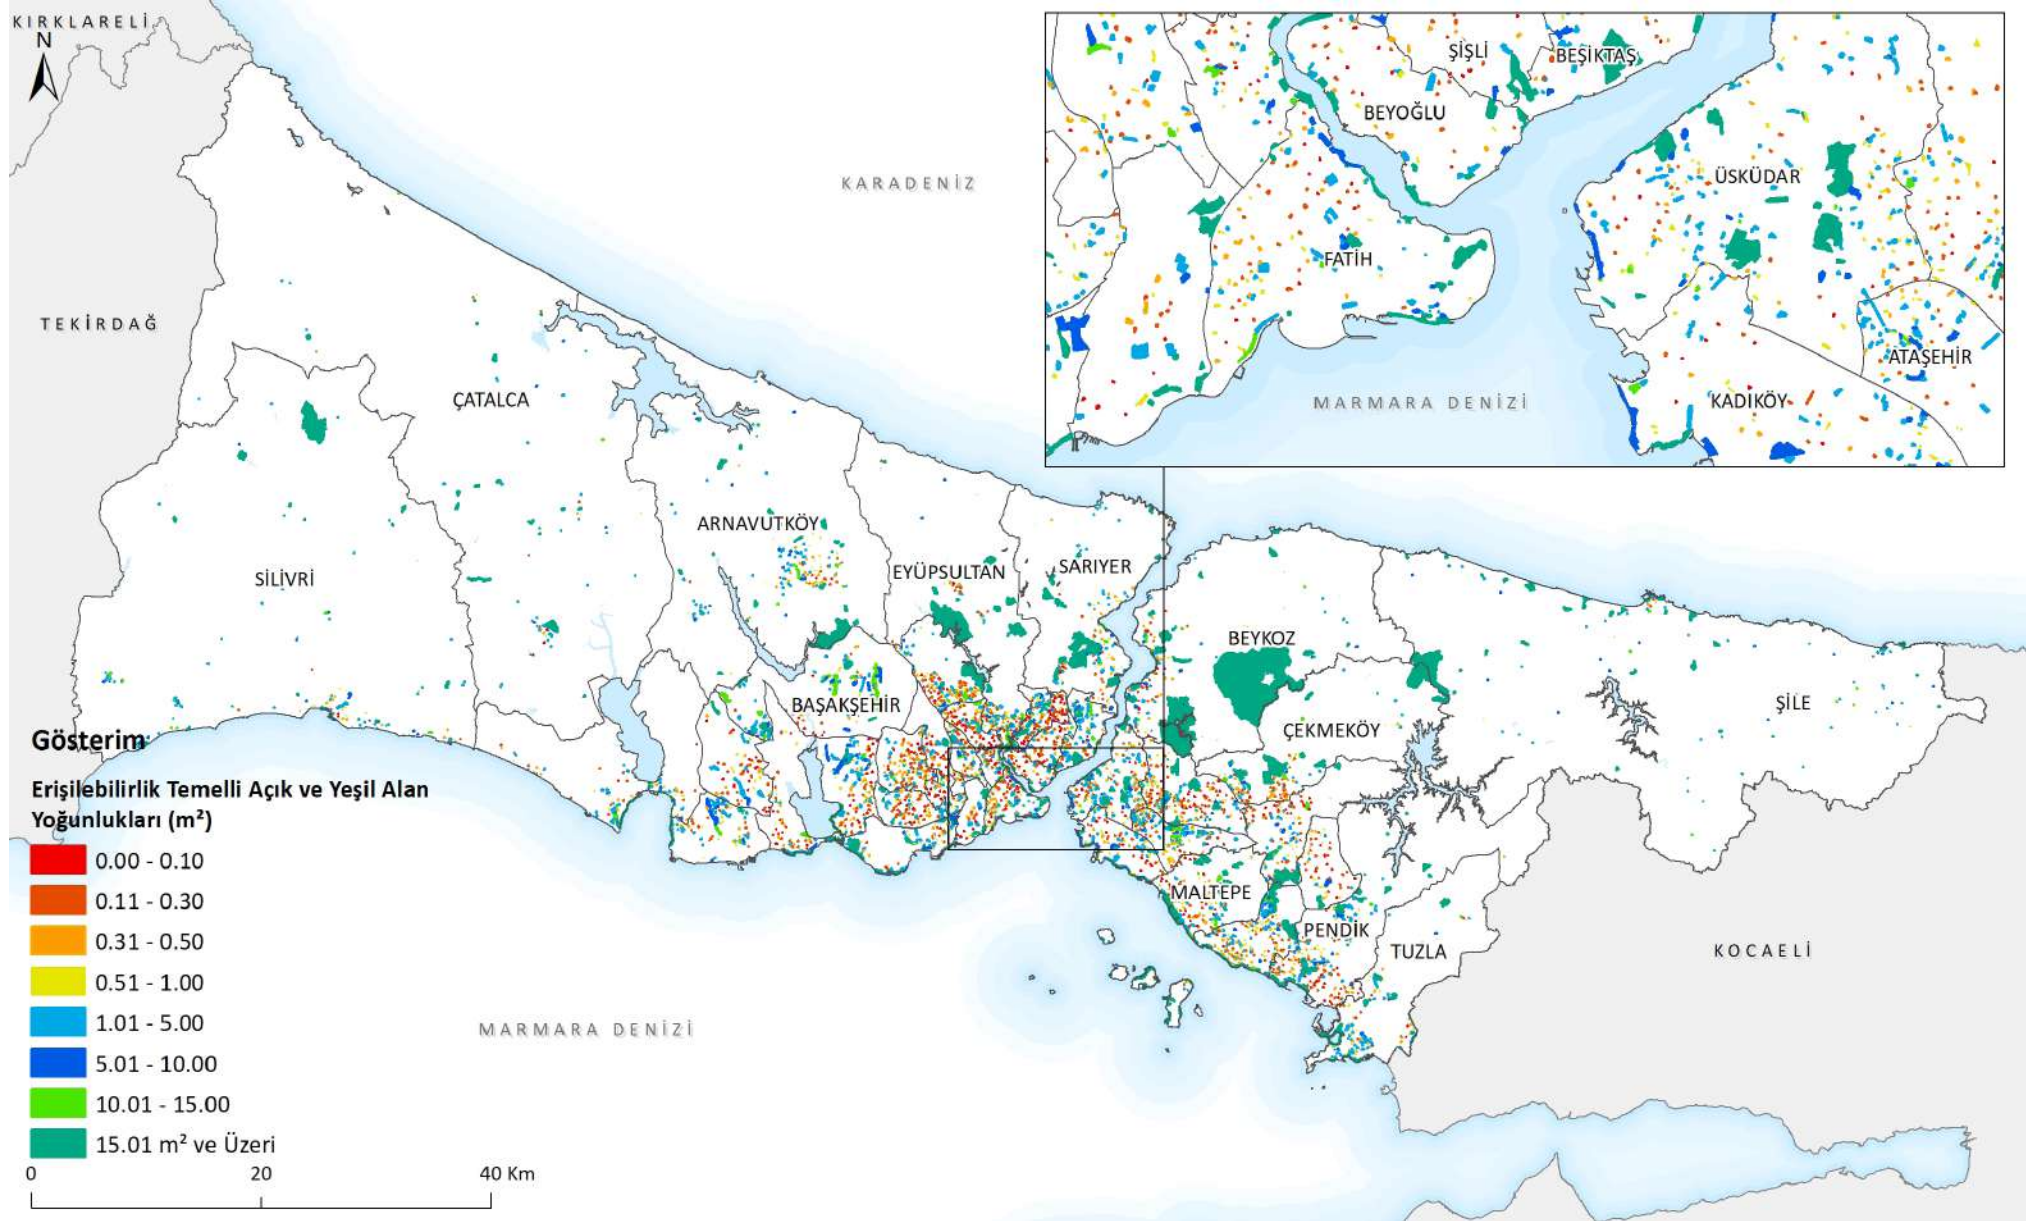 KIRKLARELİ
N
KARADENİZ
TEKİRDAĞ
ŞİŞLİ
BEŞİKTAŞ
BEYOĞLU
ÜSKÜDAR
FATİH
ATAŞEHİR
KADIKÖY
MARMARA DENİZİ
ÇATALCA
ARNAVUTKÖY
SİLİVRİ
EYÜPSULTAN
SARIYER
BEYKOZ
BAŞAKŞEHİR
ÇEKMEKÖY
ŞİLE
MALTEPE
PENDİK
TUZLA
KOCAELİ
MARMARA DENİZİ
Gösterim
Erişilebilirlik Temelli Açık ve Yeşil Alan
Yoğunlukları (m²)
0.00 - 0.10
0.11 - 0.30
0.31 - 0.50
0.51 - 1.00
1.01 - 5.00
5.01 - 10.00
10.01 - 15.00
15.01 m² ve Üzeri
0 20 40 Km